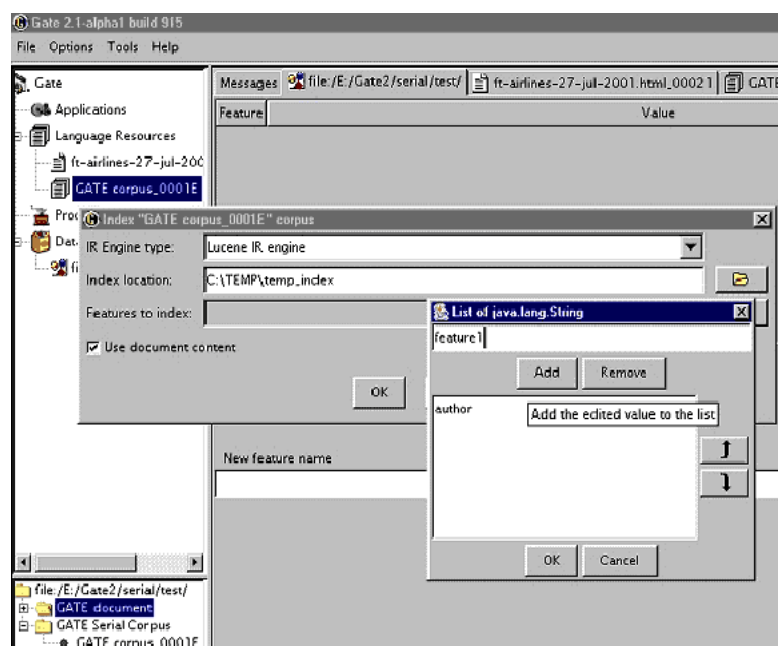 Gate 2.1-alpha1 build 915
File Options Tools Help
Gate
Applications
Language Resources
ft-airlines-27-jul-200
GATE corpus_0001E
Proc
Dat
fi
Messages file:/E:/Gate2/serial/test/ ft-airlines-27-jul-2001.html_00021 GATE
Feature Value
Index "GATE corpus_0001E" corpus
IR Engine type: Lucene IR engine
Index location: C:\TEMP\temp_index
Features to index:
Use document content
OK
List of java.lang.String
feature1
Add Remove
author
Add the edited value to the list
OK Cancel
New feature name
file:/E:/Gate2/serial/test/
GATE document
GATE Serial Corpus
GATE corpus_0001E